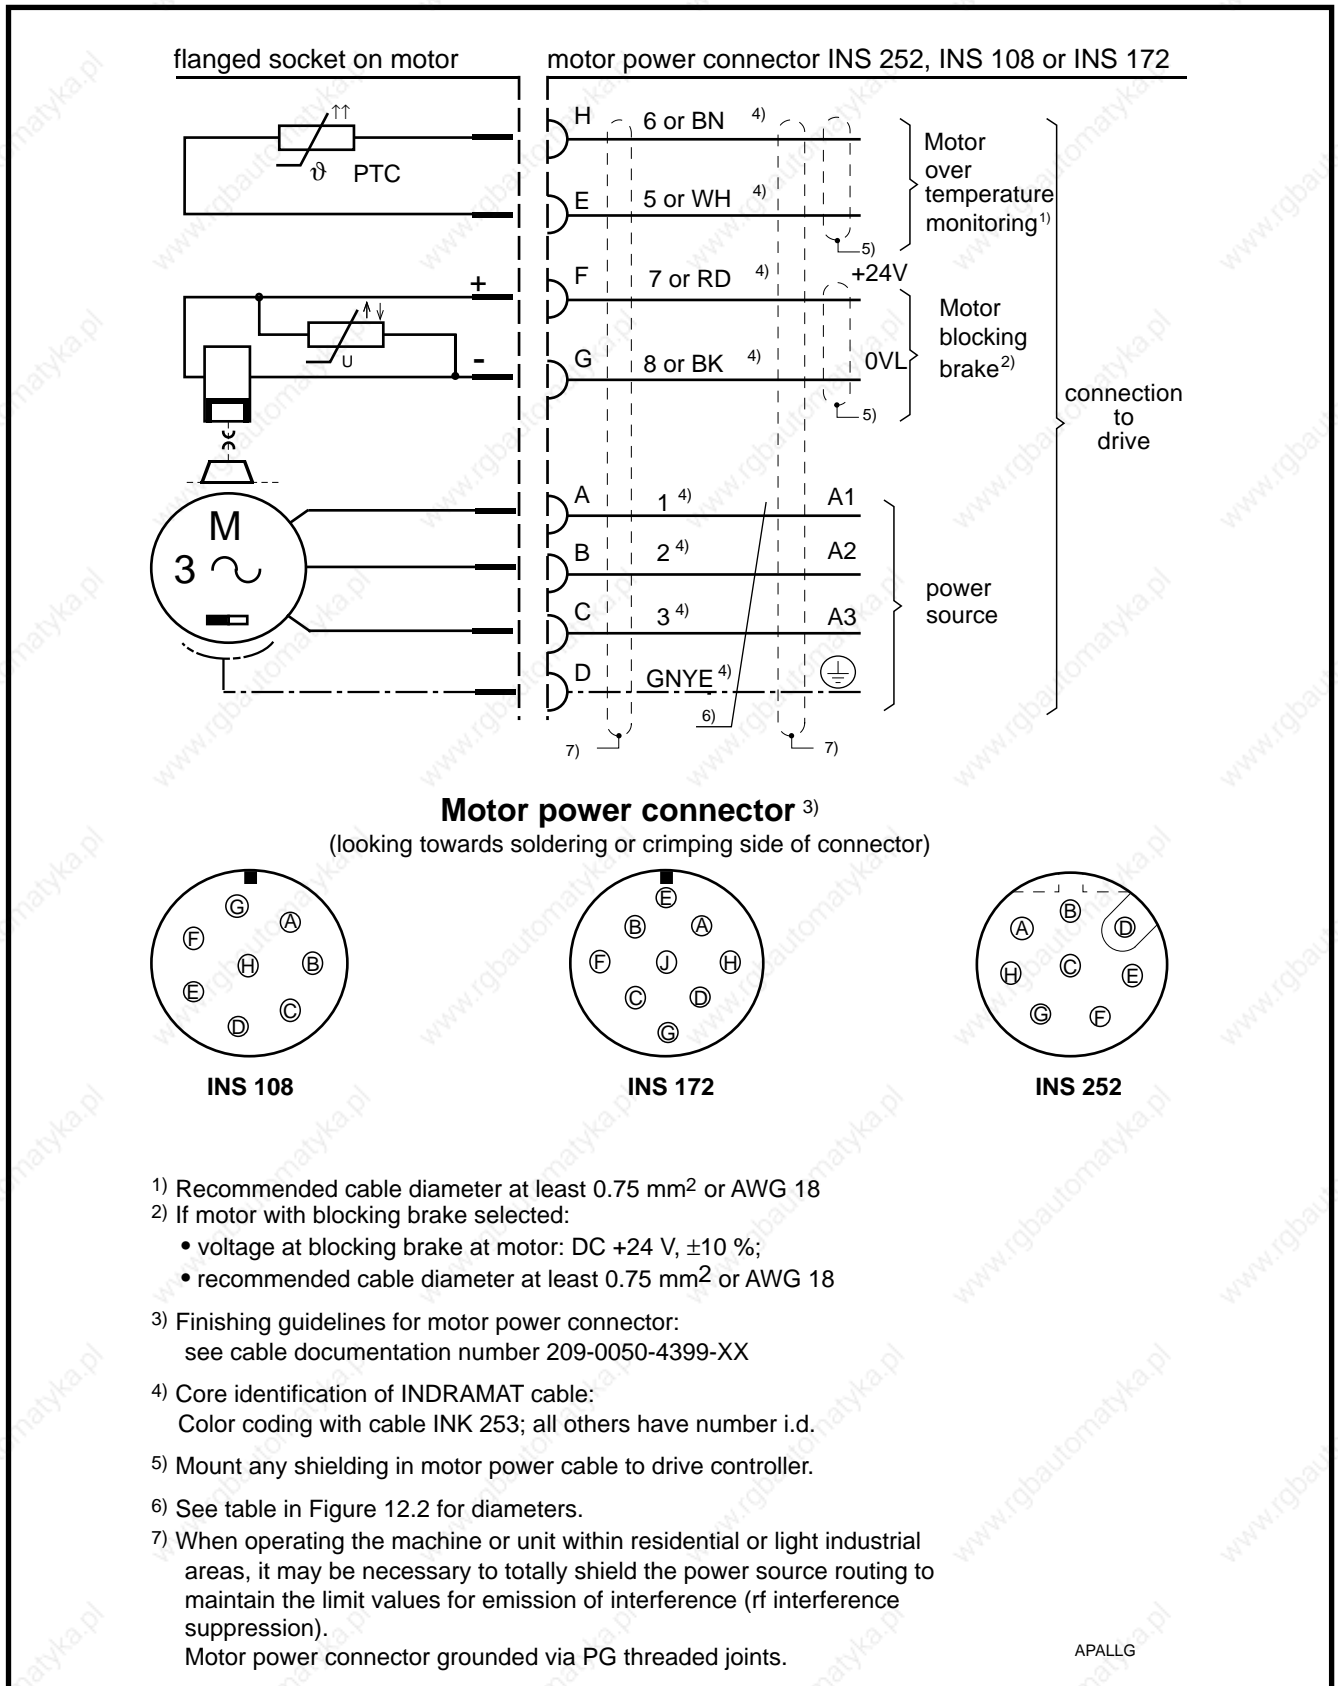 flanged socket on motor
motor power connector INS 252, INS 108 or INS 172
↑↑
ϑ PTC
H 6 or BN 4)
E 5 or WH 4)
Motor
over
temperature
monitoring1)
5)
+24V
+ F 7 or RD 4)
U
- G 8 or BK 4) 0VL
Motor
blocking
brake2)
5)
connection
to
drive
M
3
A 1 4) A1
B 2 4) A2
C 3 4) A3
D GNYE 4)
power
source
6)
7) 7)
Motor power connector 3)
(looking towards soldering or crimping side of connector)
G A F H B E C D
E B A F J H C D G
B A D H C E G F
INS 108 INS 172 INS 252
1) Recommended cable diameter at least 0.75 mm2 or AWG 18
2) If motor with blocking brake selected:
• voltage at blocking brake at motor: DC +24 V, ±10 %;
• recommended cable diameter at least 0.75 mm2 or AWG 18
3) Finishing guidelines for motor power connector:
see cable documentation number 209-0050-4399-XX
4) Core identification of INDRAMAT cable:
Color coding with cable INK 253; all others have number i.d.
5) Mount any shielding in motor power cable to drive controller.
6) See table in Figure 12.2 for diameters.
7) When operating the machine or unit within residential or light industrial
areas, it may be necessary to totally shield the power source routing to
maintain the limit values for emission of interference (rf interference
suppression).
Motor power connector grounded via PG threaded joints.
APALLG
www.rgbautomatyka.pl